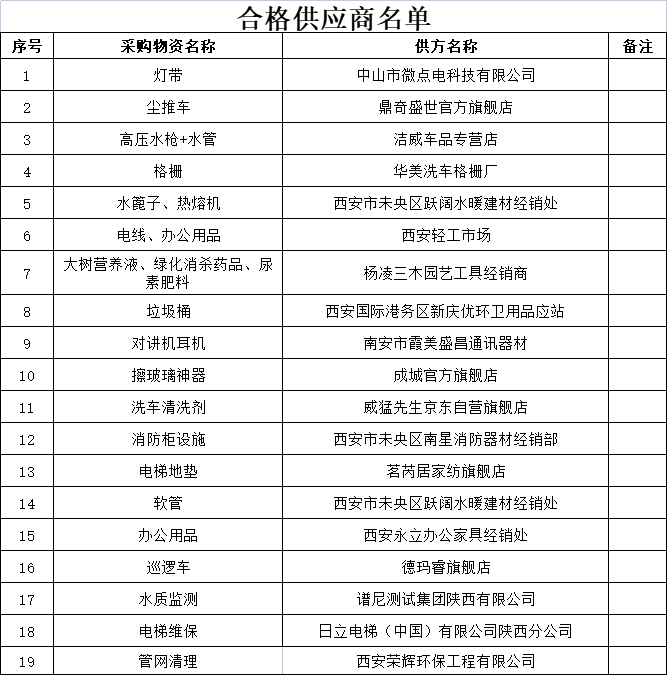 合格供应商名单
序号 采购物资名称 供方名称 备注
1 灯带 中山市微点电科技有限公司
2 尘推车 鼎奇盛世官方旗舰店
3 高压水枪+水管 洁威车品专营店
4 格栅 华美洗车格栅厂
5 水篦子、热熔机 西安市未央区跃阔水暖建材经销处
6 电线、办公用品 西安轻工市场
7 大树营养液、绿化消杀药品、尿
素肥料 杨凌三木园艺工具经销商
8 垃圾桶 西安国际港务区新庆优环卫用品应站
9 对讲机耳机 南安市霞美盛昌通讯器材
10 擦玻璃神器 成城官方旗舰店
11 洗车清洗剂 威猛先生京东自营旗舰店
12 消防柜设施 西安市未央区南星消防器材经销部
13 电梯地垫 茗芮居家纺旗舰店
14 软管 西安市未央区跃阔水暖建材经销处
15 办公用品 西安永立办公家具经销处
16 巡逻车 德玛睿旗舰店
17 水质监测 谱尼测试集团陕西有限公司
18 电梯维保 日立电梯（中国）有限公司陕西分公司
19 管网清理 西安荣辉环保工程有限公司